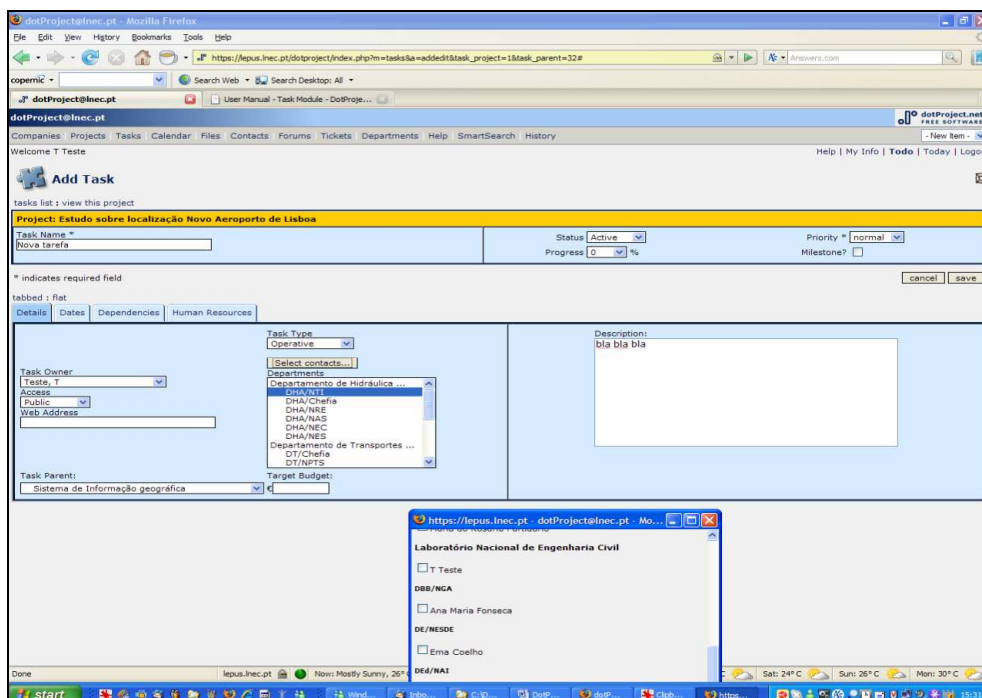 dotProject@lnec.pt - Mozilla Firefox
File Edit View History Bookmarks Tools Help
https://lepus.lnec.pt/dotproject/index.php?m=tasks&a=addedit&task_project=1&task_parent=32#
Answers.com
copernic Search Web Search Desktop: All
dotProject@lnec.pt User Manual - Task Module - DotProje...
dotProject@lnec.pt
dotProject.net
FREE SOFTWARE
Companies Projects Tasks Calendar Files Contacts Forums Tickets Departments Help SmartSearch History
- New Item -
Welcome T Teste
Help | My Info | Todo | Today | Logo
Add Task
tasks list : view this project
Project: Estudo sobre localização Novo Aeroporto de Lisboa
Task Name *
Nova tarefa
Status Active
Priority * normal
Progress 0 %
Milestone?
* indicates required field
cancel save
tabbed : flat
Details Dates Dependencies Human Resources
Task Type
Operative
Select contacts...
Task Owner
Teste, T
Access
Public
Web Address
Departments
Departamento de Hidráulica ...
DHA/NTI
DHA/Chefia
DHA/NRE
DHA/NAS
DHA/NEC
DHA/NES
Departamento de Transportes ...
DT/Chefia
DT/NPTS
Description:
bla bla bla
Task Parent:
Sistema de Informação geográfica
Target Budget:
€
https://lepus.lnec.pt - dotProject@lnec.pt - Mo...
Laboratório Nacional de Engenharia Civil
T Teste
DBB/NGA
Ana Maria Fonseca
DE/NESDE
Ema Coelho
DEd/NAI
Done
lepus.lnec.pt Now: Mostly Sunny, 26°
Sat: 24° C Sun: 26° C Mon: 30° C
start
Wind... Inbo... C:\D... DotP... dotP... Clipb... https...
15:31